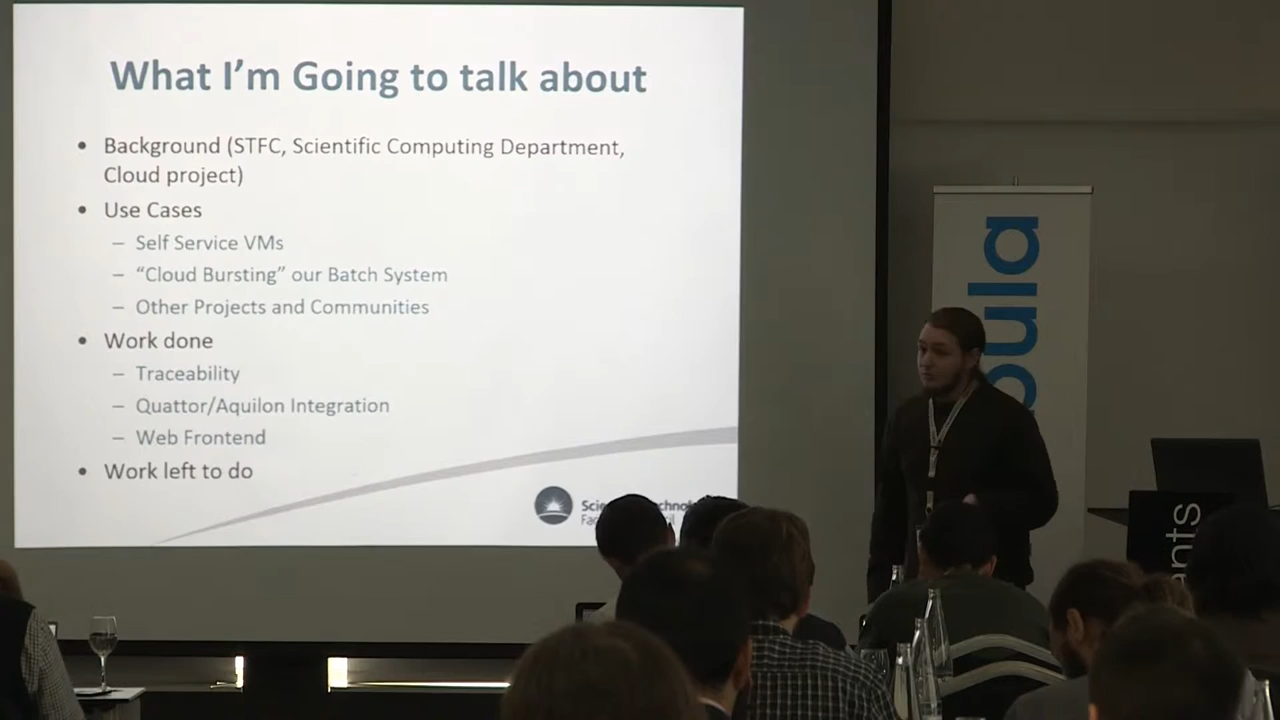 What I'm Going to talk about
• Background (STFC, Scientific Computing Department,
Cloud project)
• Use Cases
– Self Service VMs
– “Cloud Bursting” our Batch System
– Other Projects and Communities
• Work done
– Traceability
– Quattor/Aquilon Integration
– Web Frontend
• Work left to do